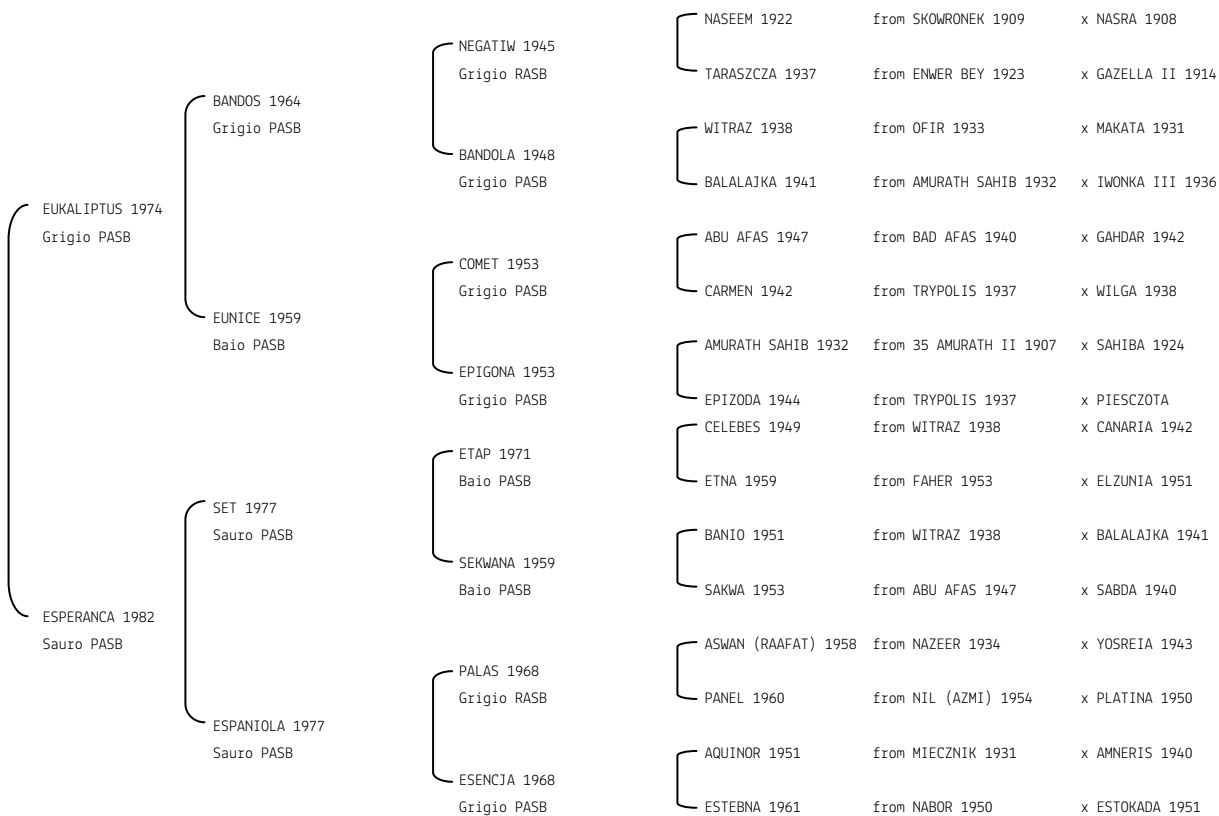 NASEEM 1922 from SKOWRONEK 1909 x NASRA 1908
NEGATIW 1945
Grigio RASB TARASZCZA 1937 from ENWER BEY 1923 x GAZELLA II 1914
BANDOS 1964
Grigio PASB WITRAZ 1938 from OFIR 1933 x MAKATA 1931
BANDOLA 1948
Grigio PASB BALALAJKA 1941 from AMURATH SAHIB 1932 x IWONKA III 1936
EUKALIPTUS 1974
Grigio PASB ABU AFAS 1947 from BAD AFAS 1940 x GAHDAR 1942
COMET 1953
Grigio PASB CARMEN 1942 from TRYPOLIS 1937 x WILGA 1938
EUNICE 1959
Baio PASB AMURATH SAHIB 1932 from 35 AMURATH II 1907 x SAHIBA 1924
EPIGONA 1953
Grigio PASB EPIZODA 1944 from TRYPOLIS 1937 x PIESCZOTA
CELEBES 1949 from WITRAZ 1938 x CANARIA 1942
ETAP 1971
Baio PASB ETNA 1959 from FAHER 1953 x ELZUNIA 1951
SET 1977
Sauro PASB BANIO 1951 from WITRAZ 1938 x BALALAJKA 1941
SEKWANA 1959
Baio PASB SAKWA 1953 from ABU AFAS 1947 x SABDA 1940
ESPERANCA 1982
Sauro PASB ASWAN (RAAFAT) 1958 from NAZEER 1934 x YOSREIA 1943
PALAS 1968
Grigio RASB PANEL 1960 from NIL (AZMI) 1954 x PLATINA 1950
ESPANIOLA 1977
Sauro PASB AQUINOR 1951 from MIECZNIK 1931 x AMNERIS 1940
ESENCJA 1968
Grigio PASB ESTEBNA 1961 from NABOR 1950 x ESTOKADA 1951